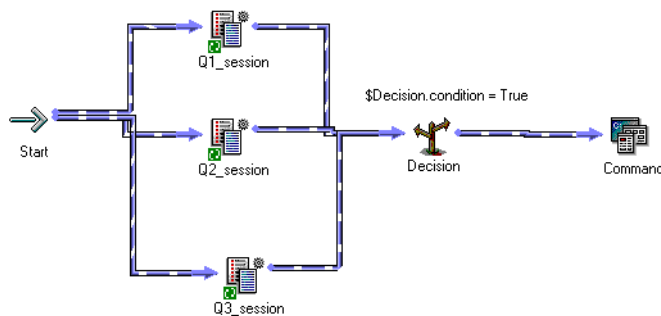 Q1_session
$Decision.condition = True
Start
Q2_session
Decision
Command
Q3_session